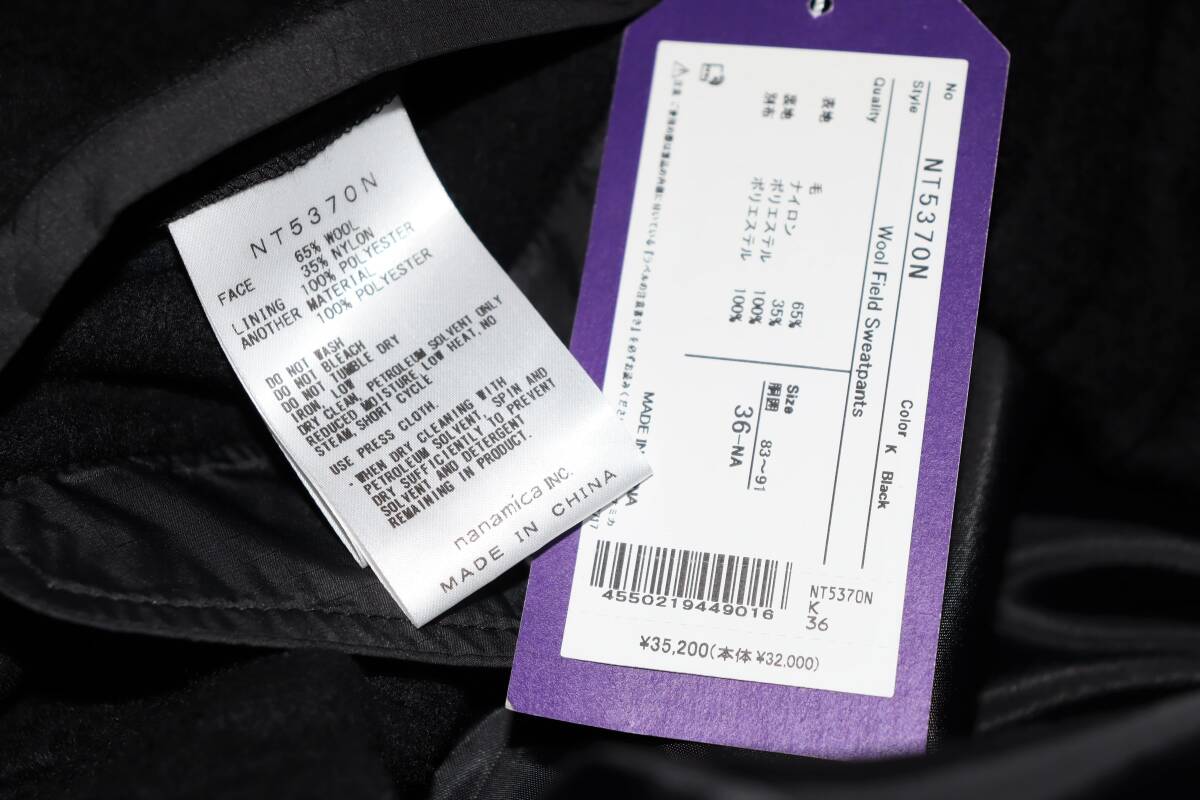 NT5370N
FACE 65% WOOL
35% NYLON
LINING 100% POLYESTER
ANOTHER MATERIAL
100% POLYESTER
DO NOT WASH
DO NOT BLEACH
DO NOT TUMBLE DRY
IRON, LOW
DRY CLEAN, PETROLEUM SOLVENT ONLY
REDUCED MOISTURE, LOW HEAT, NO
STEAM, SHORT CYCLE
USE PRESS CLOTH.
・WHEN DRY CLEANING WITH
PETROLEUM SOLVENT, SPIN AND
DRY SUFFICIENTLY TO PREVENT
SOLVENT AND DETERGENT
REMAINING IN PRODUCT.
nanamica INC.
MADE IN CHINA
No NT5370N Color K Black
Style Wool Field Sweatpants
Quality
表地 毛 65%
ナイロン 35%
裏地 ポリエステル 100%
別布 ポリエステル 100%
Size
胴囲 83~91
36-NA
MADE IN
NA
4550219449016
NT5370N
K
36
¥35,200(本体 ¥32,000)